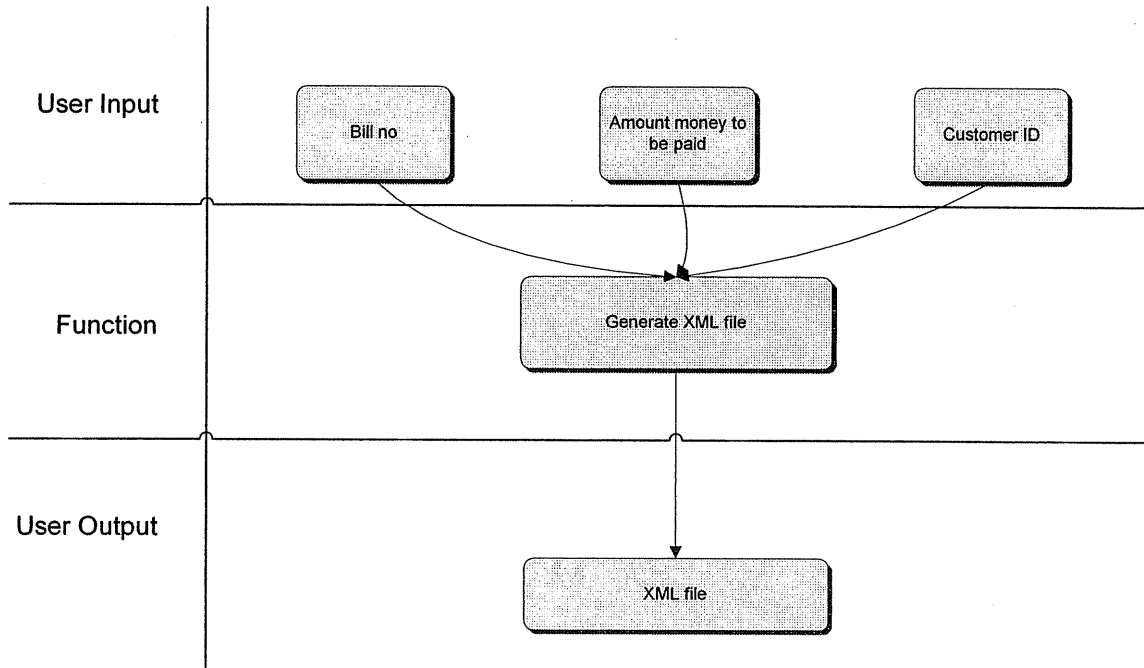 User Input
Bill no
Amount money to
be paid
Customer ID
Function
Generate XML file
User Output
XML file